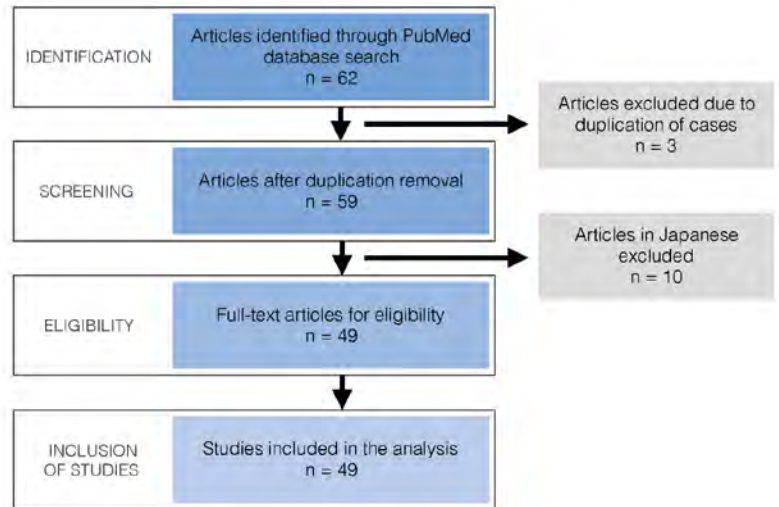 IDENTIFICATION
Articles identified through PubMed
database search
n = 62
Articles excluded due to
duplication of cases
n = 3
SCREENING
Articles after duplication removal
n = 59
Articles in Japanese
excluded
n = 10
ELIGIBILITY
Full-text articles for eligibility
n = 49
INCLUSION
OF STUDIES
Studies included in the analysis
n = 49